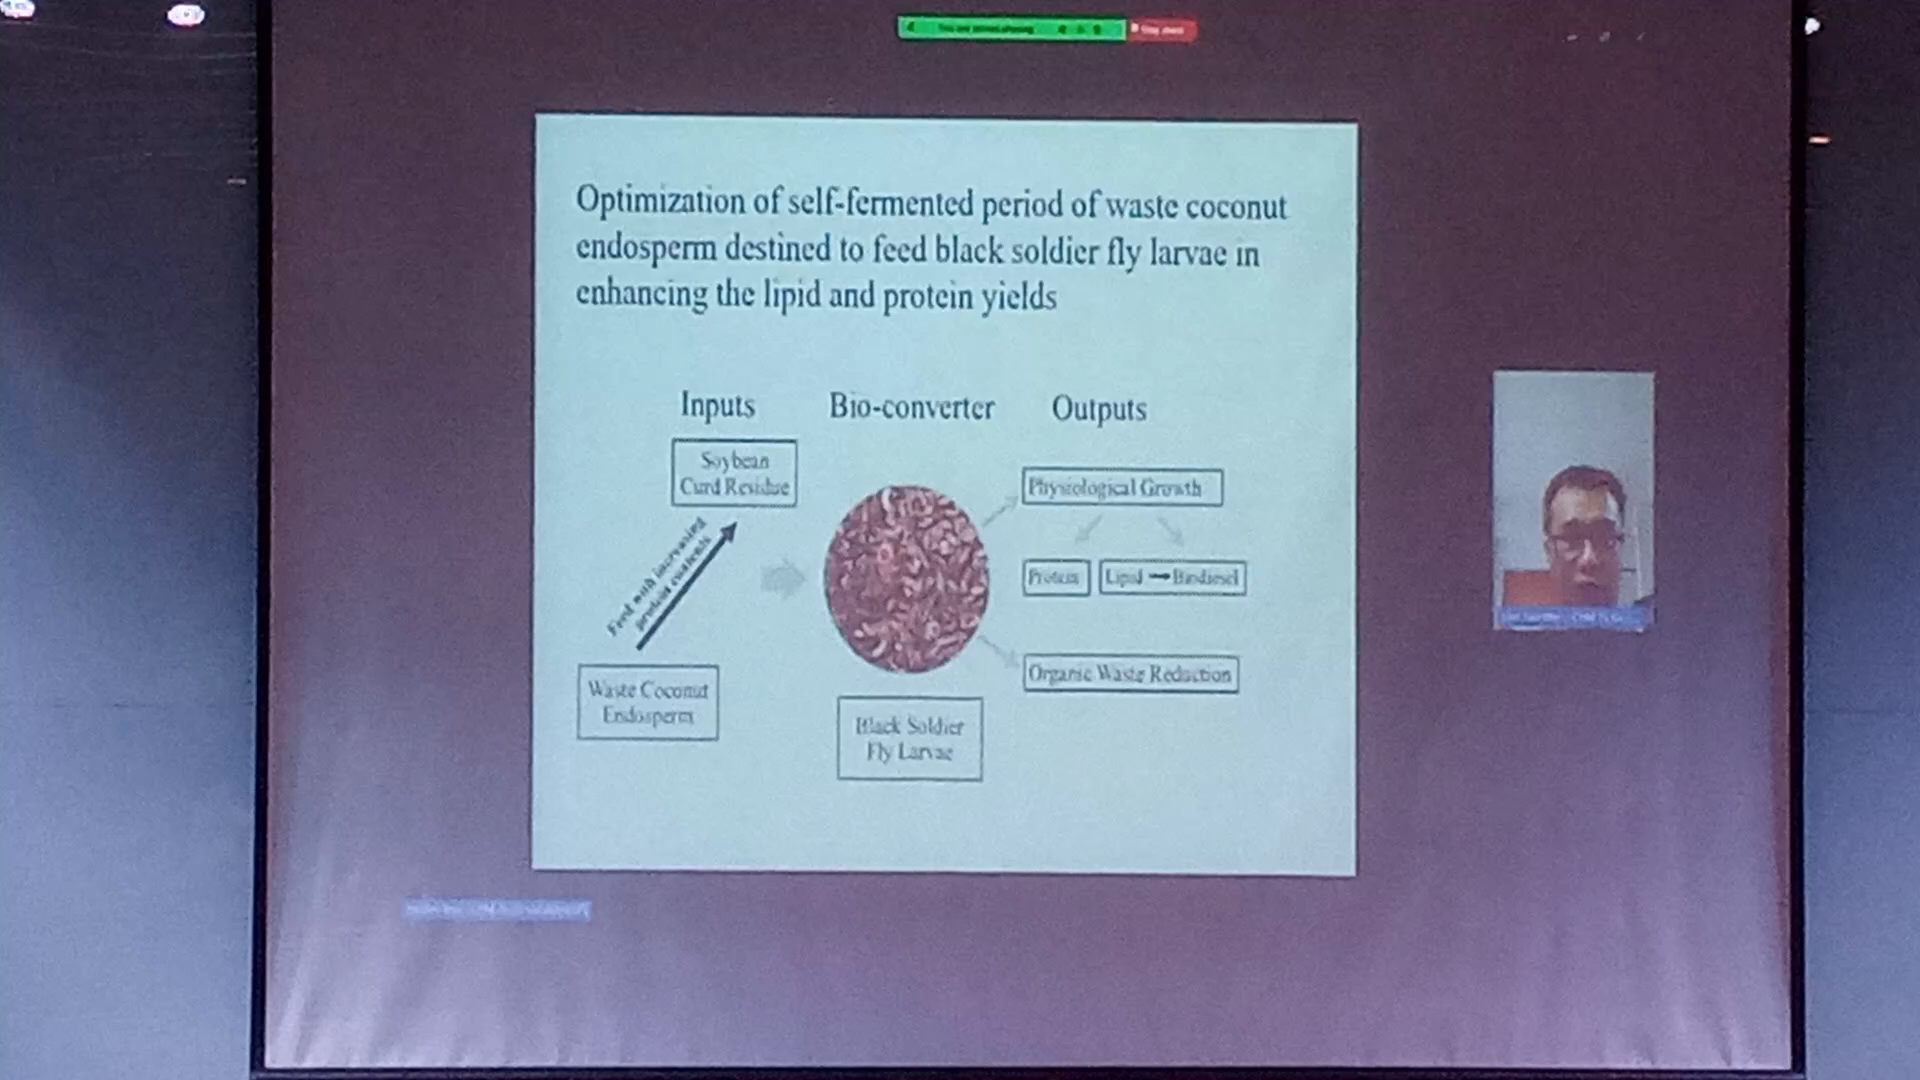 Optimization of self-fermented period of waste coconut
endosperm destined to feed black soldier fly larvae in
enhancing the lipid and protein yields
Inputs
Bio-converter
Outputs
Soybean
Curd Residue
Feed with increasing
protein contents
Waste Coconut
Endosperm
Black Soldier
Fly Larvae
Physiological Growth
Protein
Lipid → Biodiesel
Organic Waste Reduction